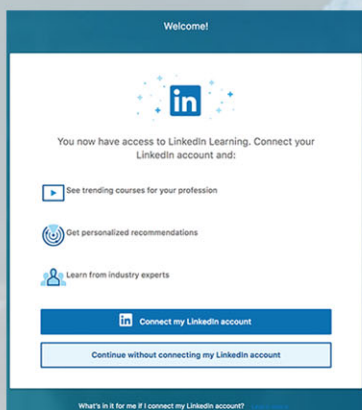 Welcome!
in
You now have access to LinkedIn Learning. Connect your
LinkedIn account and:
See trending courses for your profession
Get personalized recommendations
Learn from industry experts
in Connect my LinkedIn account
Continue without connecting my LinkedIn account
What's in it for me if I connect my LinkedIn account?